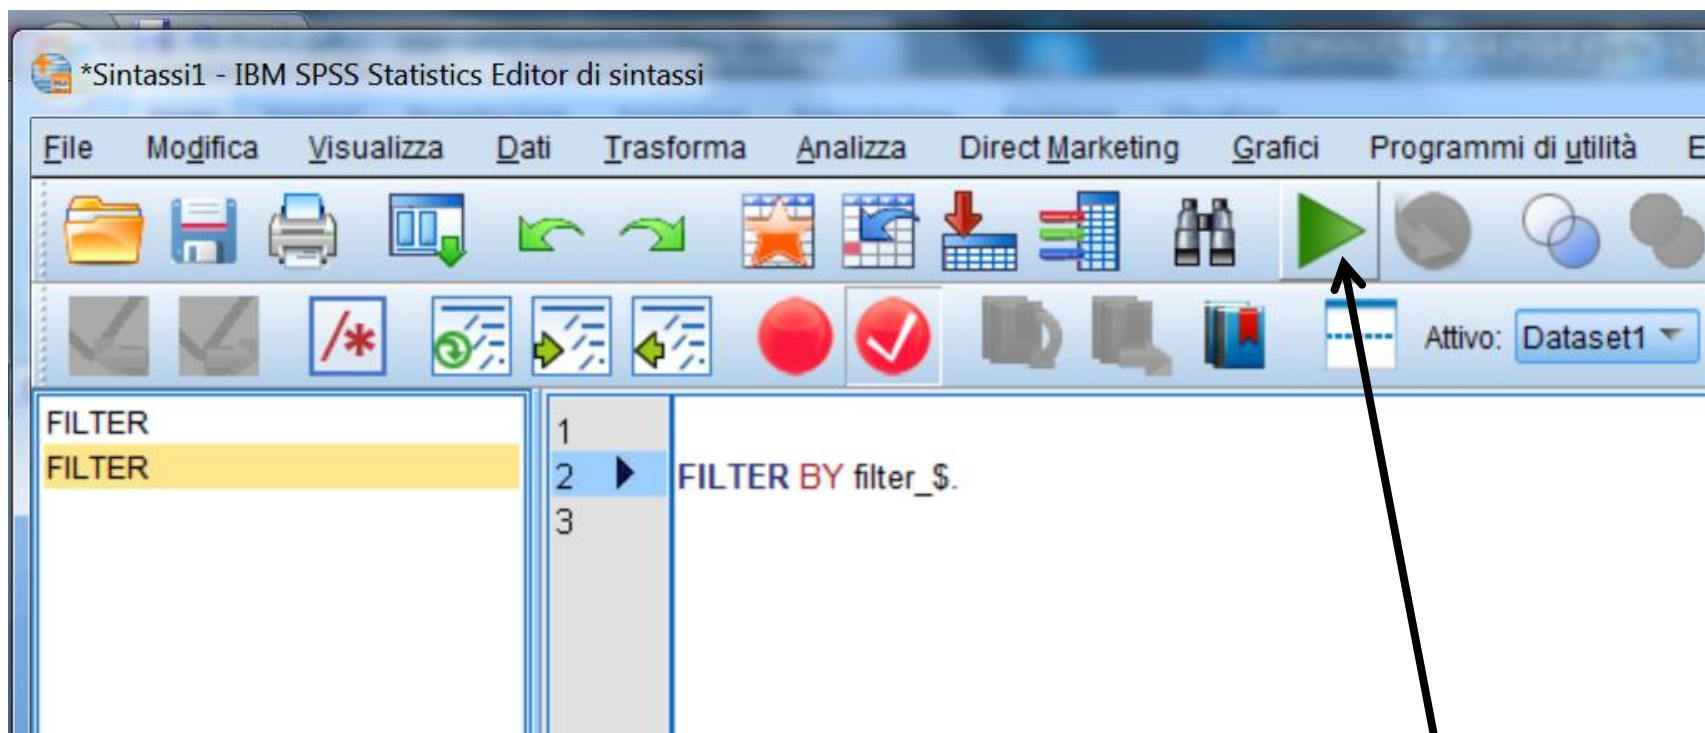 *Sintassi1 - IBM SPSS Statistics Editor di sintassi
File Modifica Visualizza Dati Trasforma Analizza Direct Marketing Grafici Programmi di utilità E
/*
Attivo: Dataset1
FILTER
FILTER
1
2 FILTER BY filter_$.
3